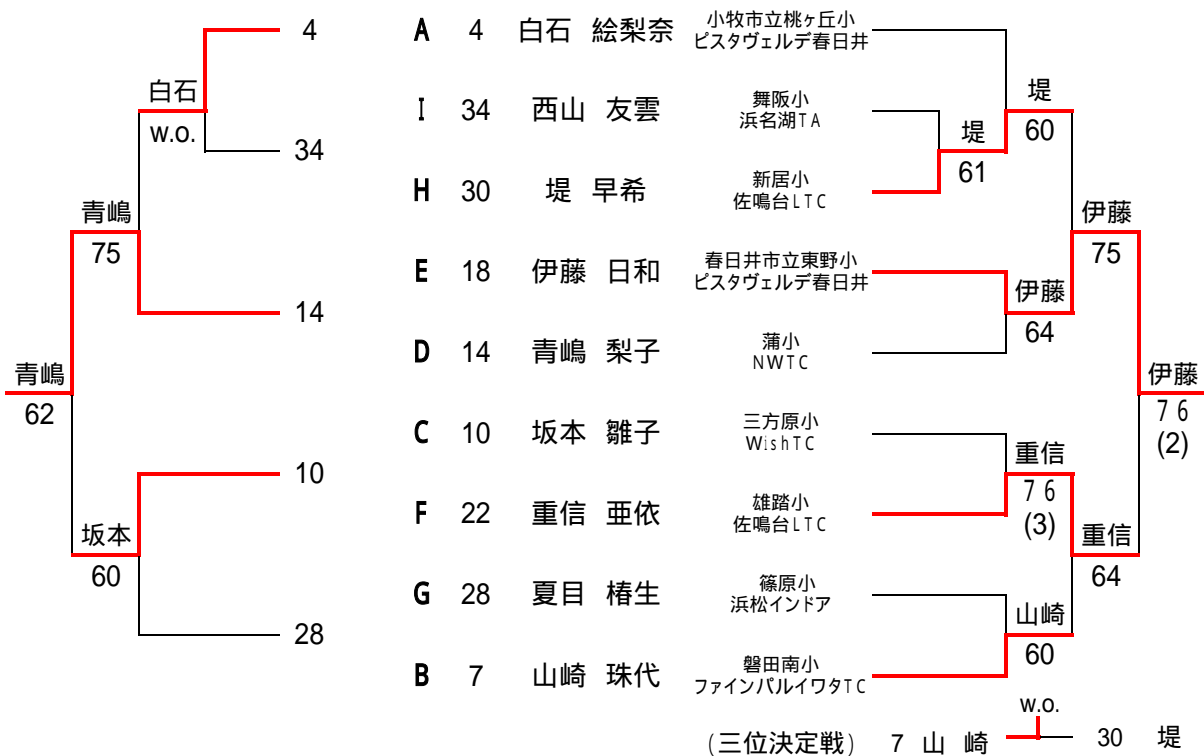 4 A 4 白石 絵梨奈 小牧市立桃ヶ丘小
ピスタヴェルデ春日井
白石
w.o.
34
I 34 西山 友雲 舞阪小
浜名湖TA
堤
61
堤
60
H 30 堤 早希 新居小
佐鳴台LTC
青嶋
75
伊藤
75
E 18 伊藤 日和 春日井市立東野小
ピスタヴェルデ春日井
伊藤
64
14
D 14 青嶋 梨子 蒲小
NWTC
青嶋
62
伊藤
7 6
(2)
C 10 坂本 雛子 三方原小
WishTC
10
重信
7 6
(3)
F 22 重信 亜依 雄踏小
佐鳴台LTC
坂本
60
重信
64
G 28 夏目 椿生 篠原小
浜松インドア
28
山崎
60
B 7 山崎 珠代 磐田南小
ファインパルイワタTC
w.o.
(三位決定戦) 7 山 崎 30 堤